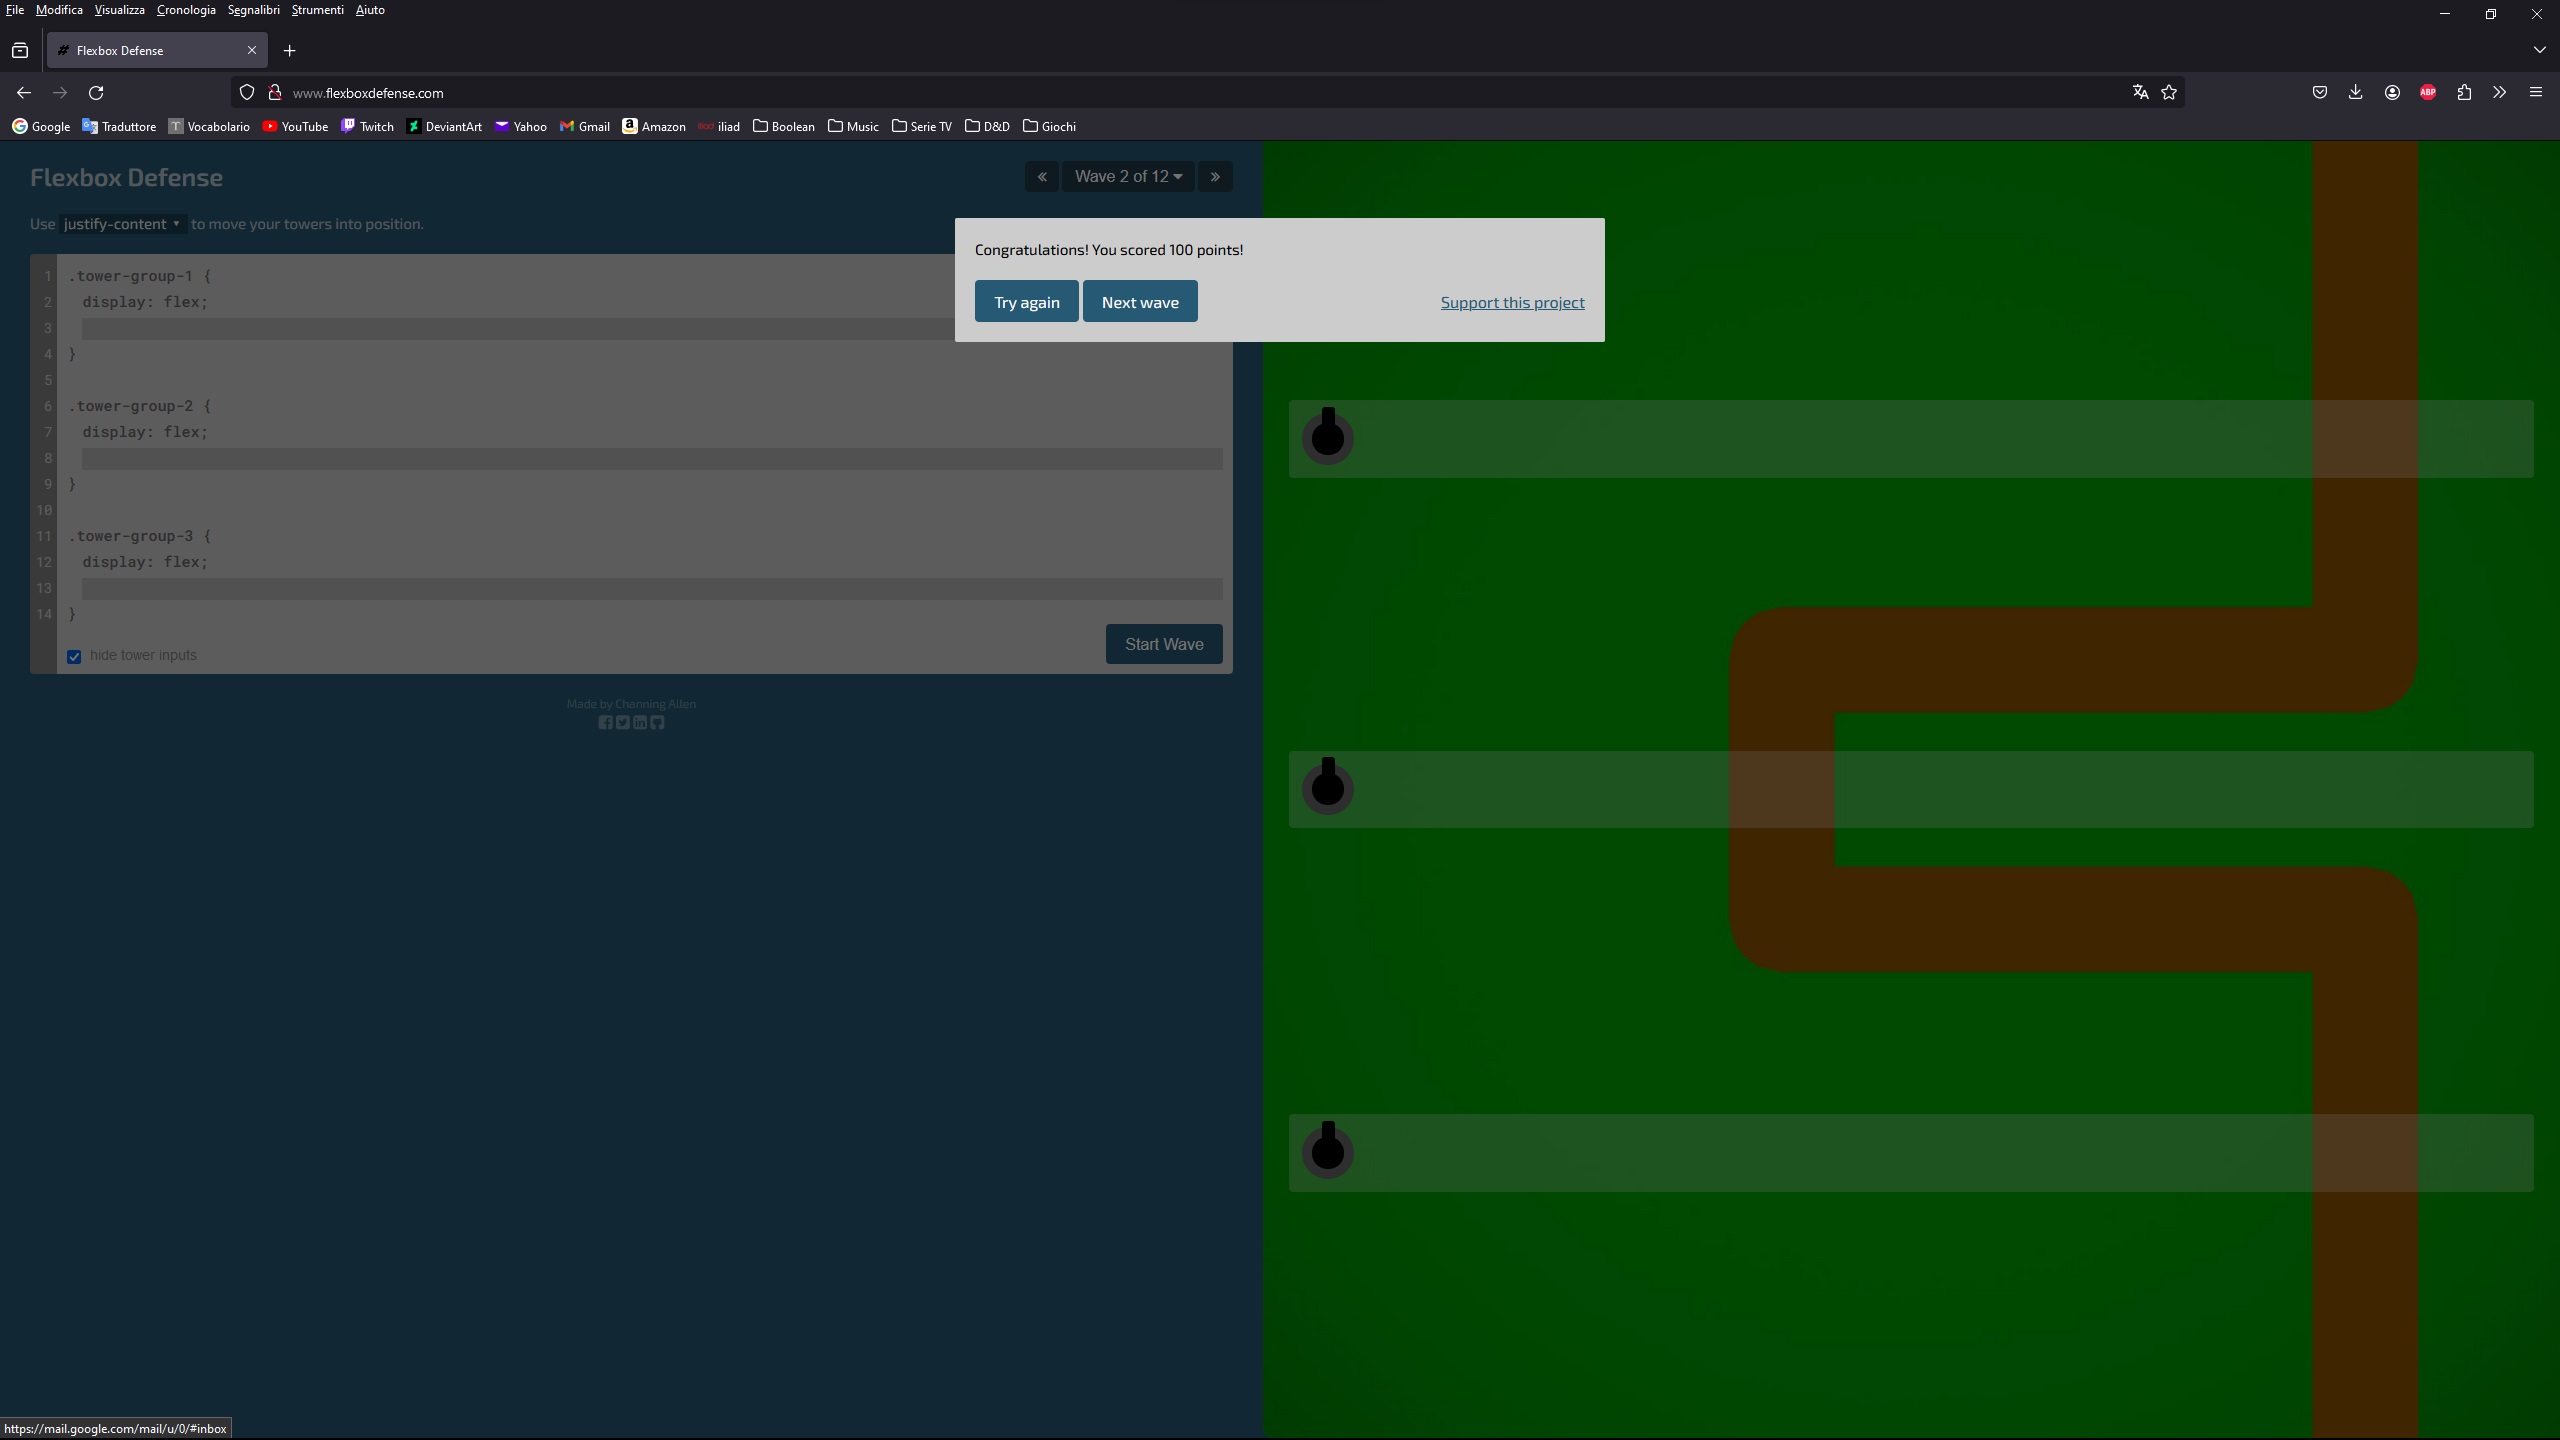 File Modifica Visualizza Cronologia Segnalibri Strumenti Aiuto
Flexbox Defense
www.flexboxdefense.com
ABP
Google Traduttore Vocabolario YouTube Twitch DeviantArt Yahoo Gmail Amazon iliad Boolean Music Serie TV D&D Giochi
Flexbox Defense
« Wave 2 of 12 »
Use justify-content to move your towers into position.
Congratulations! You scored 100 points!
Try again Next wave Support this project
1 .tower-group-1 {
2 display: flex;
3
4 }
5
6 .tower-group-2 {
7 display: flex;
8
9 }
10
11 .tower-group-3 {
12 display: flex;
13
14 }
hide tower inputs
Start Wave
Made by Channing Allen
https://mail.google.com/mail/u/0/#inbox